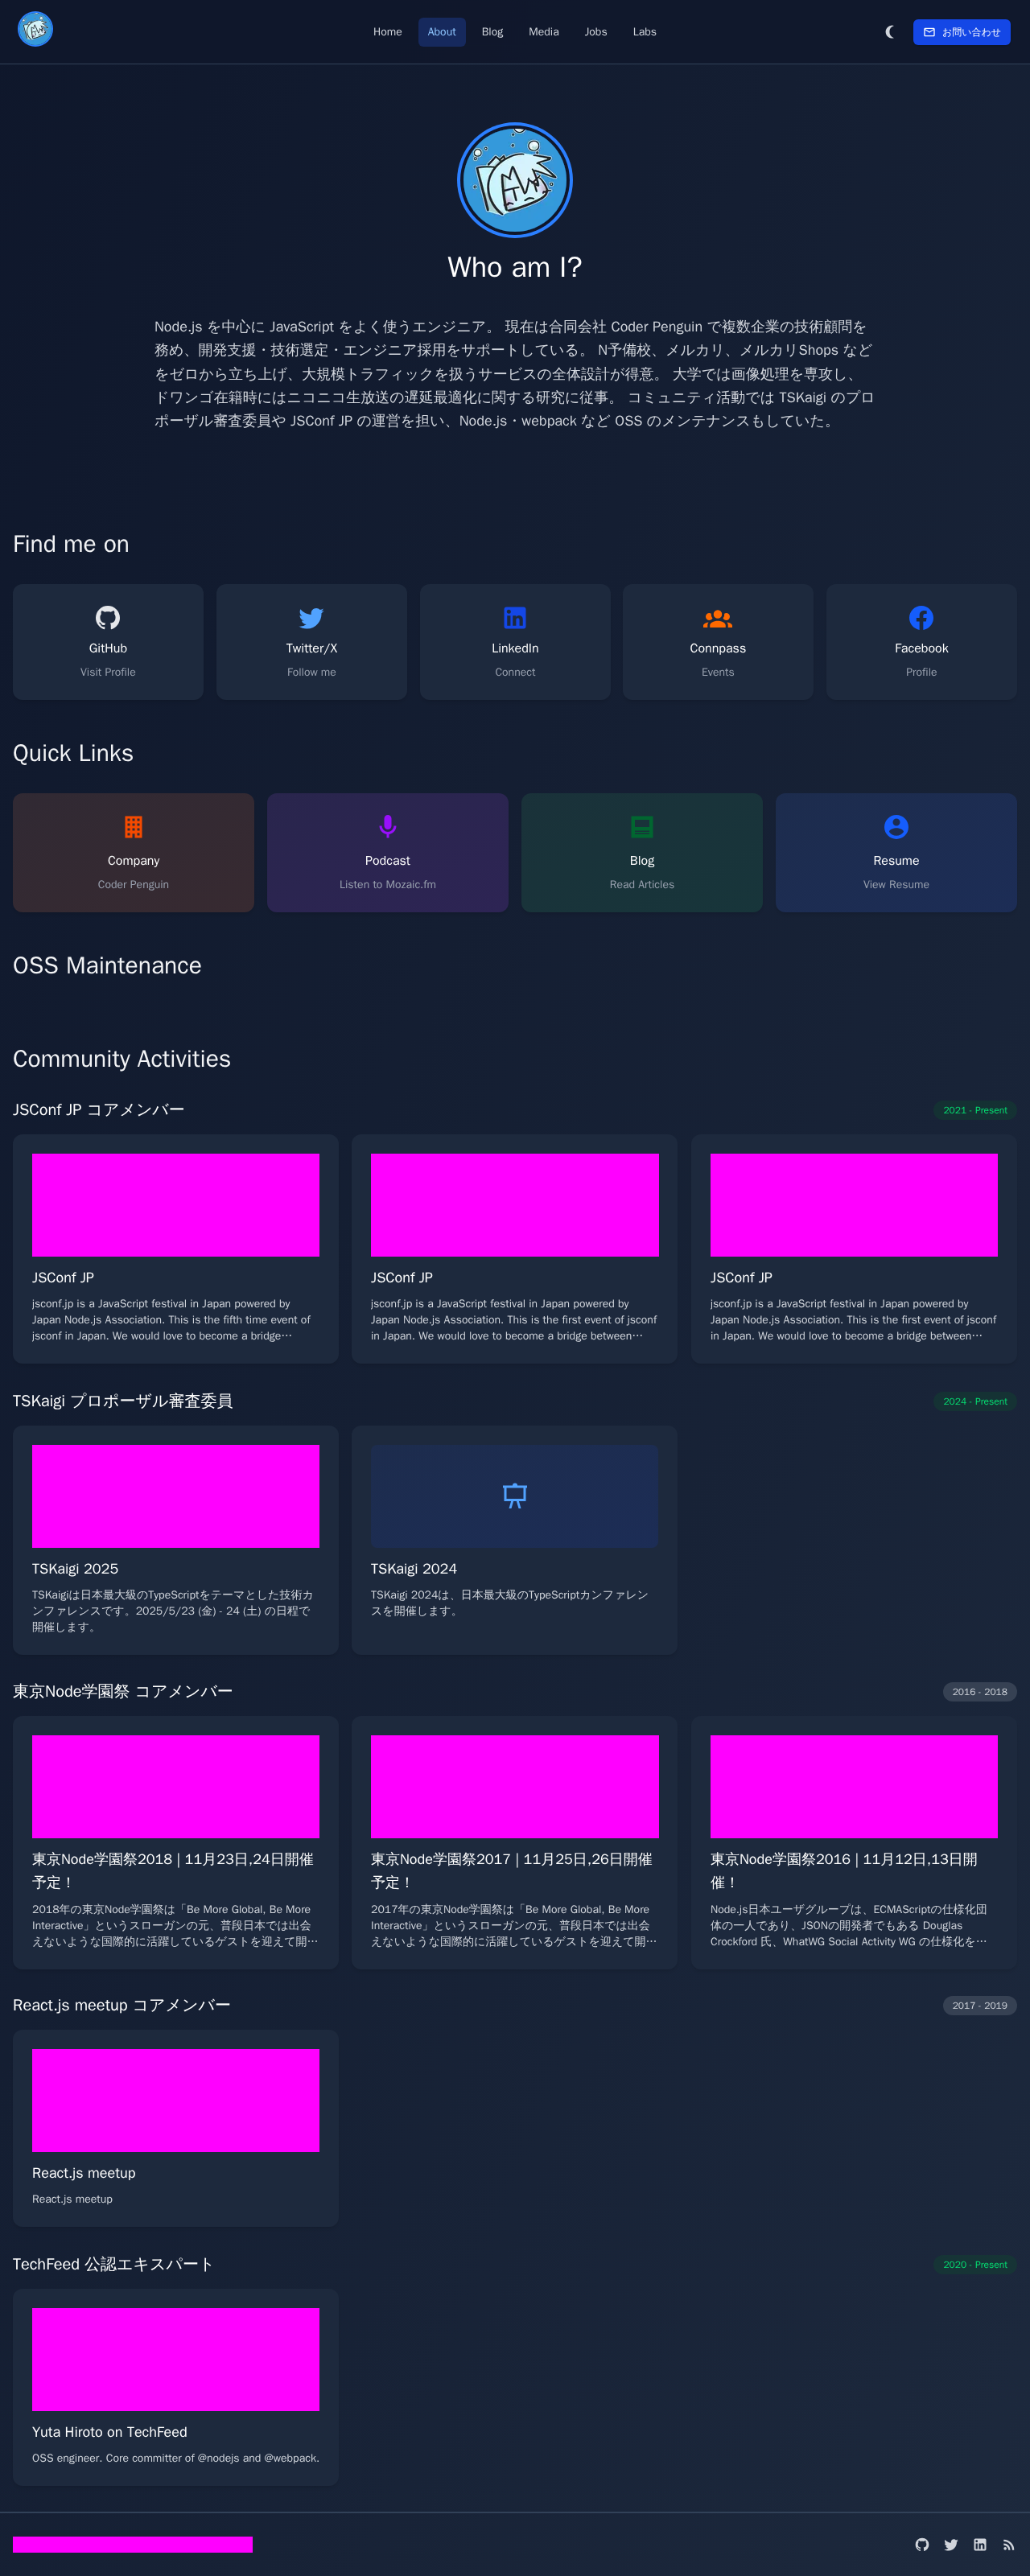 Home About Blog Media Jobs Labs お問い合わせ
Who am I?
Node.js を中心に JavaScript をよく使うエンジニア。 現在は合同会社 Coder Penguin で複数企業の技術顧問を
務め、開発支援・技術選定・エンジニア採用をサポートしている。 N予備校、メルカリ、メルカリShops など
をゼロから立ち上げ、大規模トラフィックを扱うサービスの全体設計が得意。 大学では画像処理を専攻し、
ドワンゴ在籍時にはニコニコ生放送の遅延最適化に関する研究に従事。 コミュニティ活動では TSKaigi のプロ
ポーザル審査委員や JSConf JP の運営を担い、Node.js・webpack など OSS のメンテナンスもしていた。
Find me on
GitHub
Visit Profile
Twitter/X
Follow me
LinkedIn
Connect
Connpass
Events
Facebook
Profile
Quick Links
Company
Coder Penguin
Podcast
Listen to Mozaic.fm
Blog
Read Articles
Resume
View Resume
OSS Maintenance
Community Activities
JSConf JP コアメンバー
2021 - Present
JSConf JP
jsconf.jp is a JavaScript festival in Japan powered by
Japan Node.js Association. This is the fifth time event of
jsconf in Japan. We would love to become a bridge…
JSConf JP
jsconf.jp is a JavaScript festival in Japan powered by
Japan Node.js Association. This is the first event of jsconf
in Japan. We would love to become a bridge between…
JSConf JP
jsconf.jp is a JavaScript festival in Japan powered by
Japan Node.js Association. This is the first event of jsconf
in Japan. We would love to become a bridge between…
TSKaigi プロポーザル審査委員
2024 - Present
TSKaigi 2025
TSKaigiは日本最大級のTypeScriptをテーマとした技術カ
ンファレンスです。2025/5/23 (金) - 24 (土) の日程で
開催します。
TSKaigi 2024
TSKaigi 2024は、日本最大級のTypeScriptカンファレン
スを開催します。
東京Node学園祭 コアメンバー
2016 - 2018
東京Node学園祭2018 | 11月23日,24日開催
予定！
2018年の東京Node学園祭は「Be More Global, Be More
Interactive」というスローガンの元、普段日本では出会
えないような国際的に活躍しているゲストを迎えて開…
東京Node学園祭2017 | 11月25日,26日開催
予定！
2017年の東京Node学園祭は「Be More Global, Be More
Interactive」というスローガンの元、普段日本では出会
えないような国際的に活躍しているゲストを迎えて開…
東京Node学園祭2016 | 11月12日,13日開
催！
Node.js日本ユーザグループは、ECMAScriptの仕様化団
体の一人であり、JSONの開発者でもある Douglas
Crockford 氏、WhatWG Social Activity WG の仕様化を…
React.js meetup コアメンバー
2017 - 2019
React.js meetup
React.js meetup
TechFeed 公認エキスパート
2020 - Present
Yuta Hiroto on TechFeed
OSS engineer. Core committer of @nodejs and @webpack.